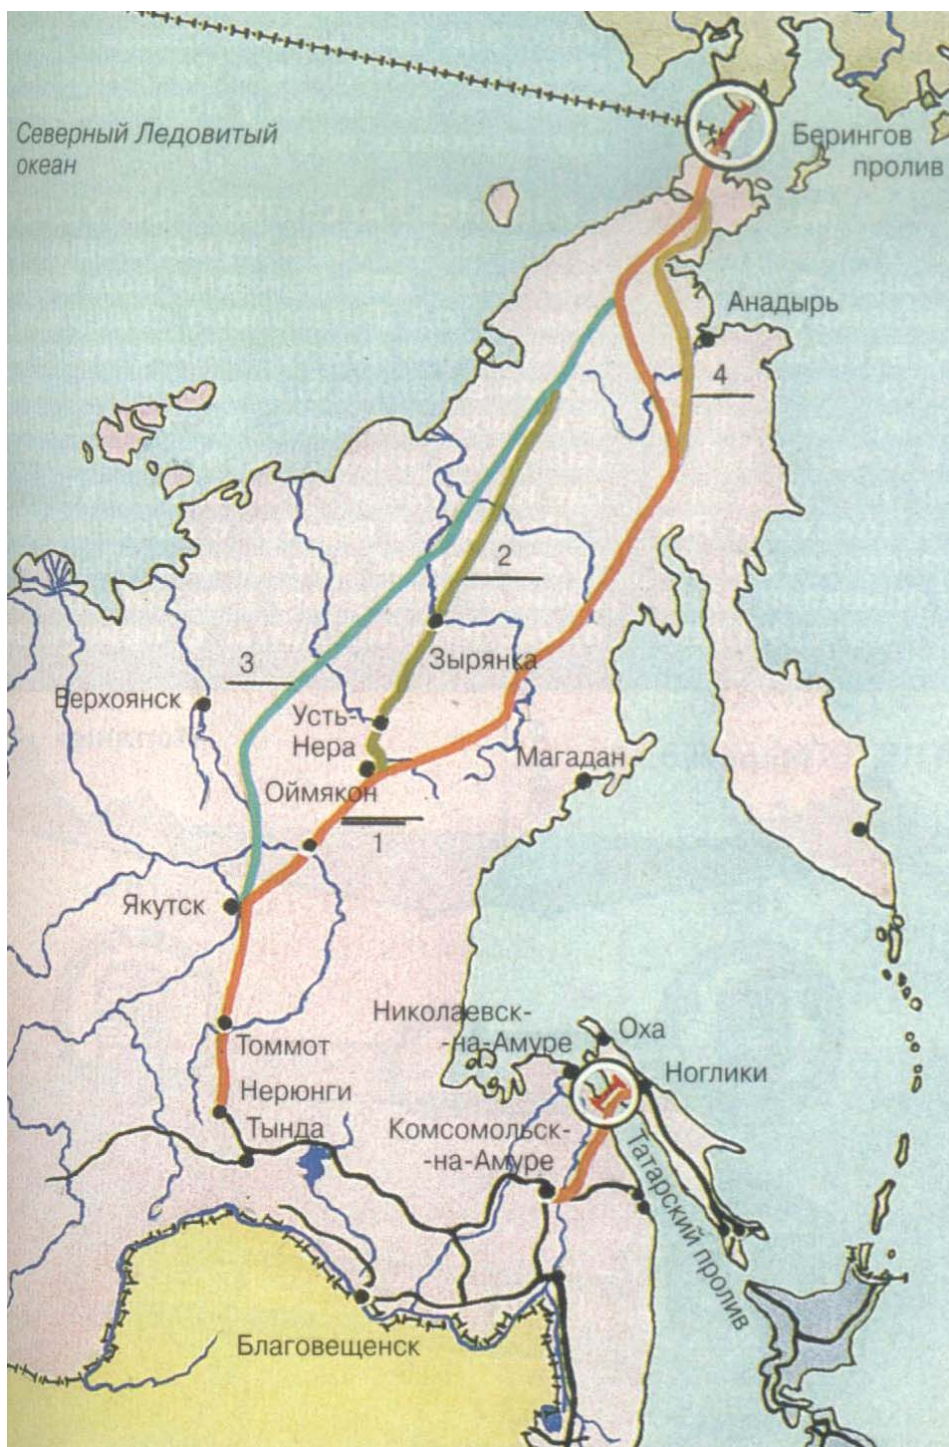 Северный Ледовитый
океан
Берингов
пролив
Анадырь
4
2
3
Зырянка
Верхоянск
Усть-
Нера
Магадан
Оймякон
1
Якутск
Николаевск-
-на-Амуре
Оха
Томмот
Ноглики
Нерюнги
Тында
Комсомольск-
-на-Амуре
Татарский пролив
Благовещенск